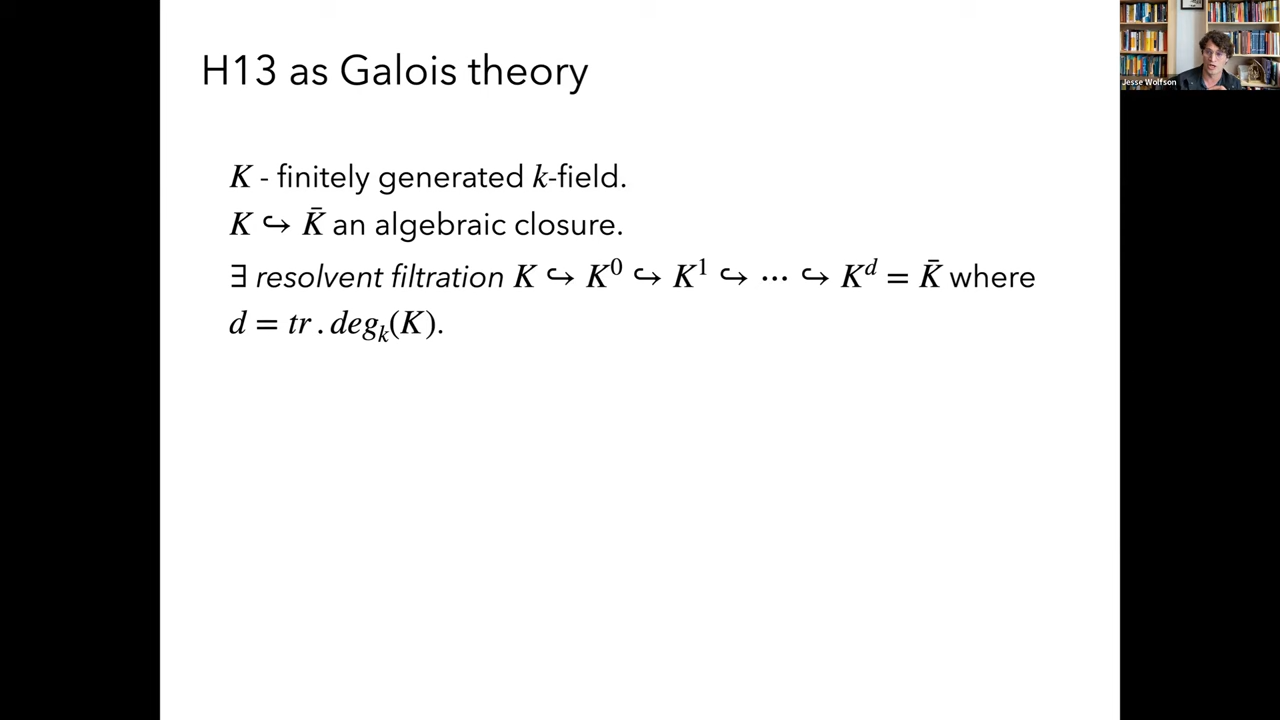 H13 as Galois theory
K - finitely generated k-field.
K ↪ K̄ an algebraic closure.
∃ resolvent filtration K ↪ K⁰ ↪ K¹ ↪ ⋯ ↪ Kᵈ = K̄ where
d = tr . degₖ(K).
Jesse Wolfson